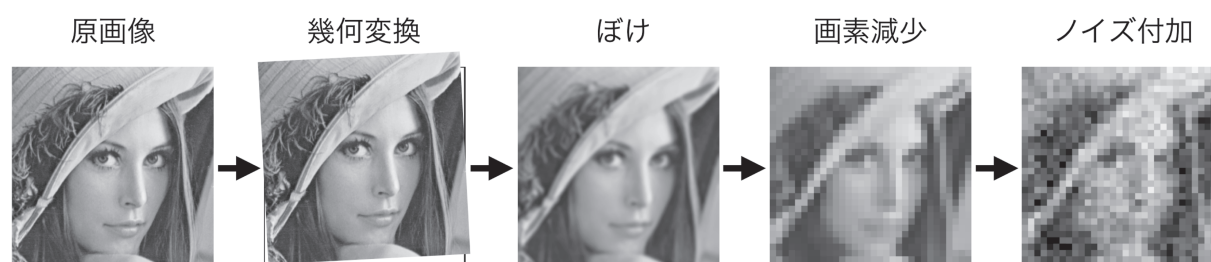 原画像
幾何変換
ぼけ
画素減少
ノイズ付加